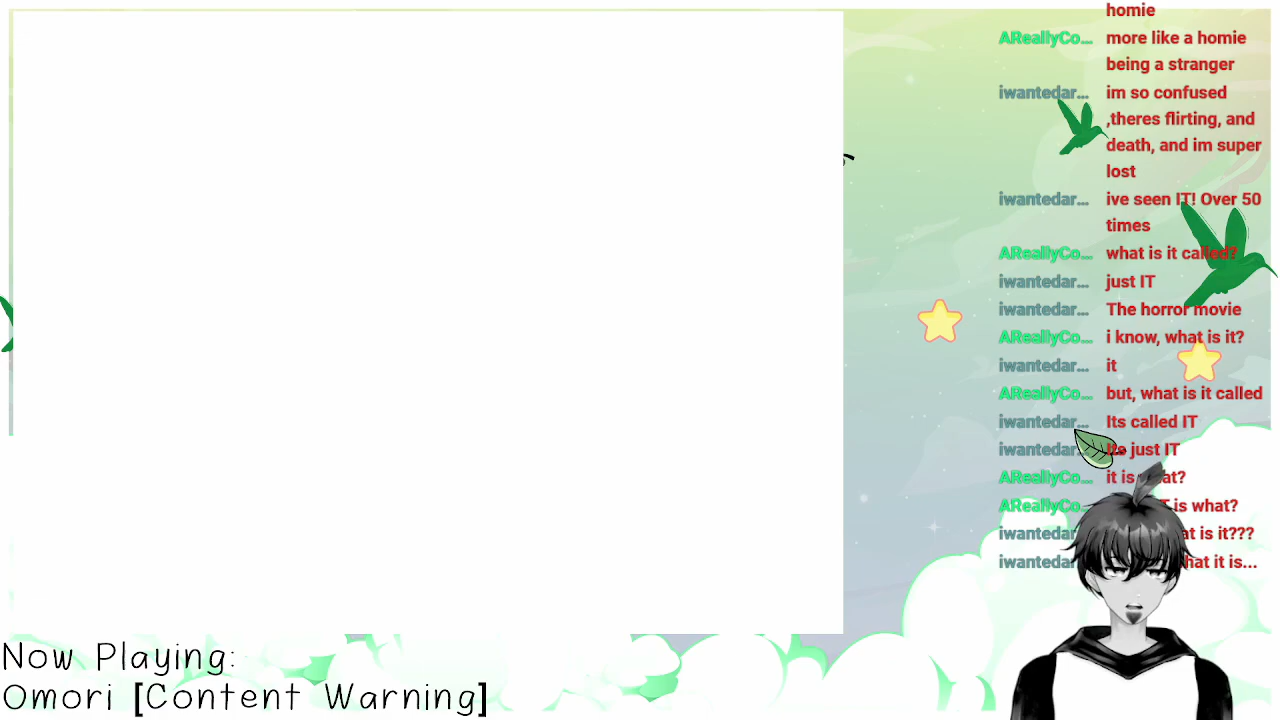 homie
AReallyCo... more like a homie
being a stranger
iwantedar... im so confused
,theres flirting, and
death, and im super
lost
iwantedar... ive seen IT! Over 50
times
AReallyCo... what is it called?
iwantedar... just IT
iwantedar... The horror movie
AReallyCo... i know, what is it?
iwantedar... it
AReallyCo... but, what is it called
iwantedar... Its called IT
iwantedar... Its just IT
AReallyCo... it is what?
AReallyCo... is what?
is it???
iwantedar... it is...
Now Playing:
Omori [Content Warning]